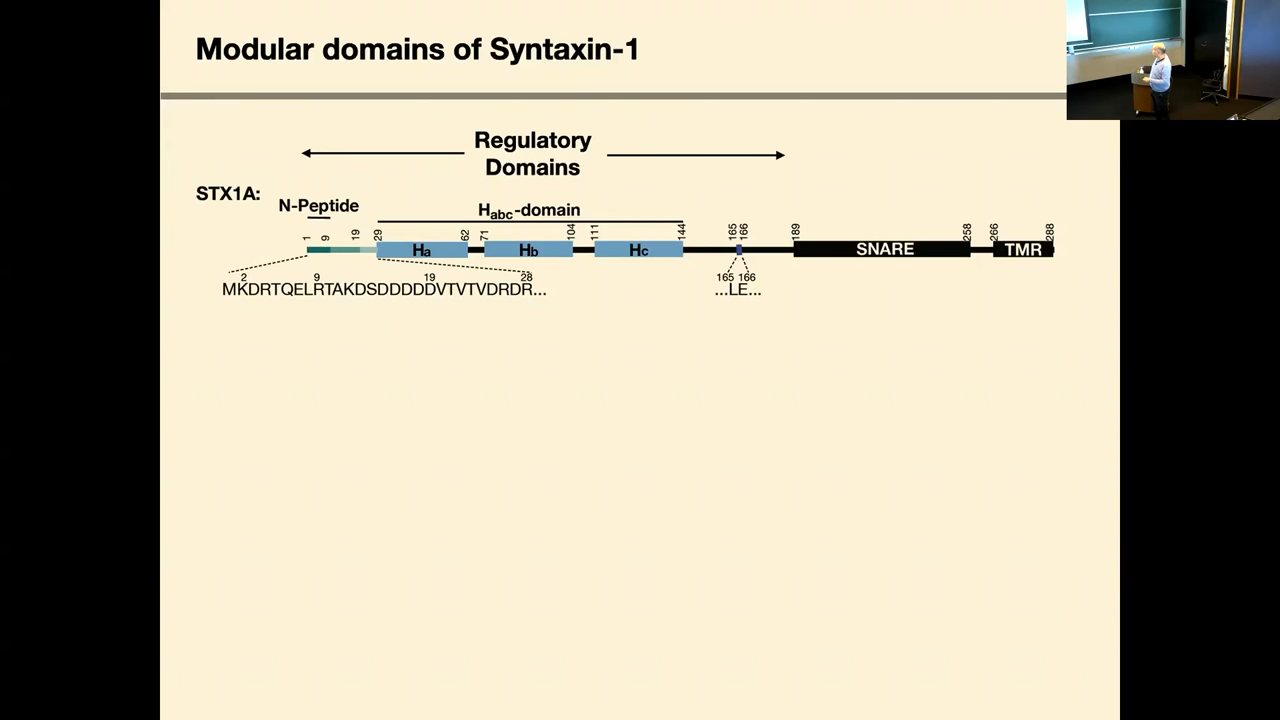 Modular domains of Syntaxin-1
Regulatory
Domains
STX1A:
N-Peptide
Habc-domain
1 9 19 29 62 71 104 111 144 165 166 189 258 266 288
Ha Hb Hc SNARE TMR
2 9 19 28 165 166
MKDRTQELRTAKDSDDDDDVTVTVDRDR... ...LE...